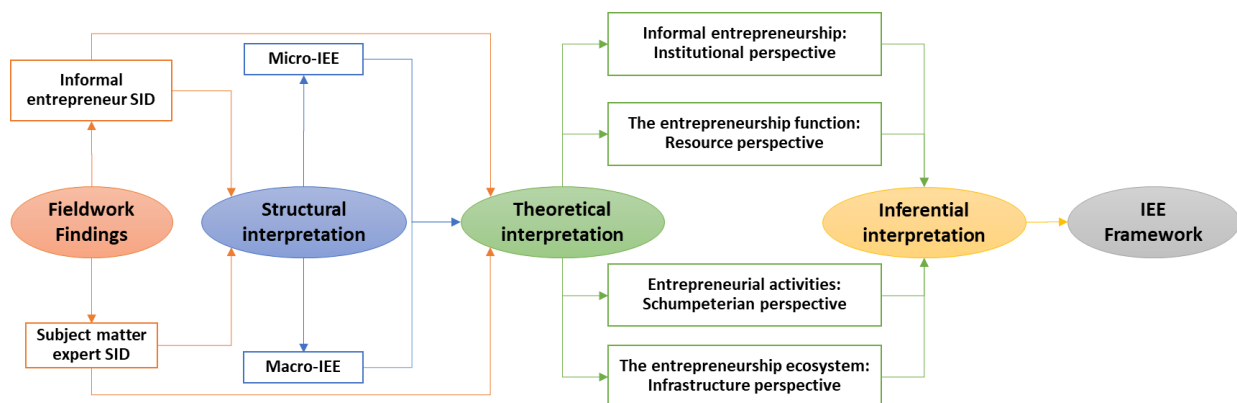 Informal
entrepreneur SID
Micro-IEE
Informal entrepreneurship:
Institutional perspective
The entrepreneurship function:
Resource perspective
Fieldwork
Findings
Structural
interpretation
Theoretical
interpretation
Inferential
interpretation
IEE
Framework
Entrepreneurial activities:
Schumpeterian perspective
Subject matter
expert SID
Macro-IEE
The entrepreneurship ecosystem:
Infrastructure perspective